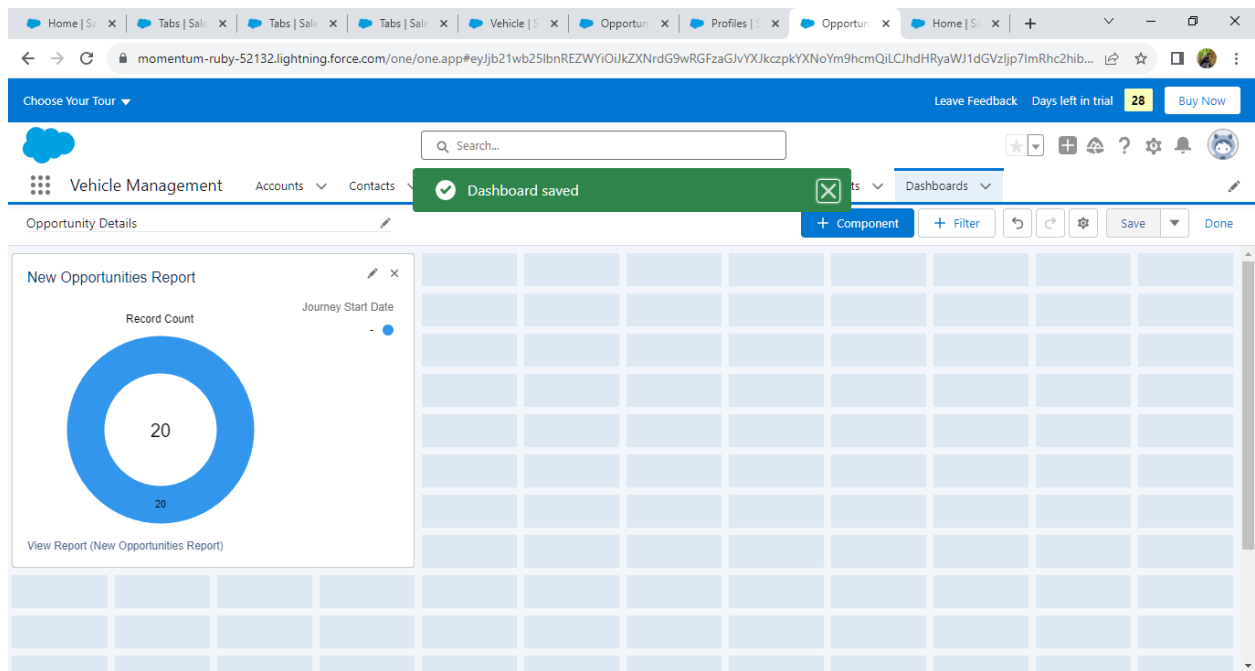 Home | Sa
Tabs | Sale
Tabs | Sale
Tabs | Sale
Vehicle | S
Opportun
Profiles | S
Opportun
Home | Sa
momentum-ruby-52132.lightning.force.com/one/one.app#
Choose Your Tour
Leave Feedback Days left in trial 28 Buy Now
Search...
Vehicle Management Accounts Contacts
Dashboard saved
ts Dashboards
Opportunity Details
+ Component + Filter Save Done
New Opportunities Report
Journey Start Date
-
Record Count
20
20
View Report (New Opportunities Report)